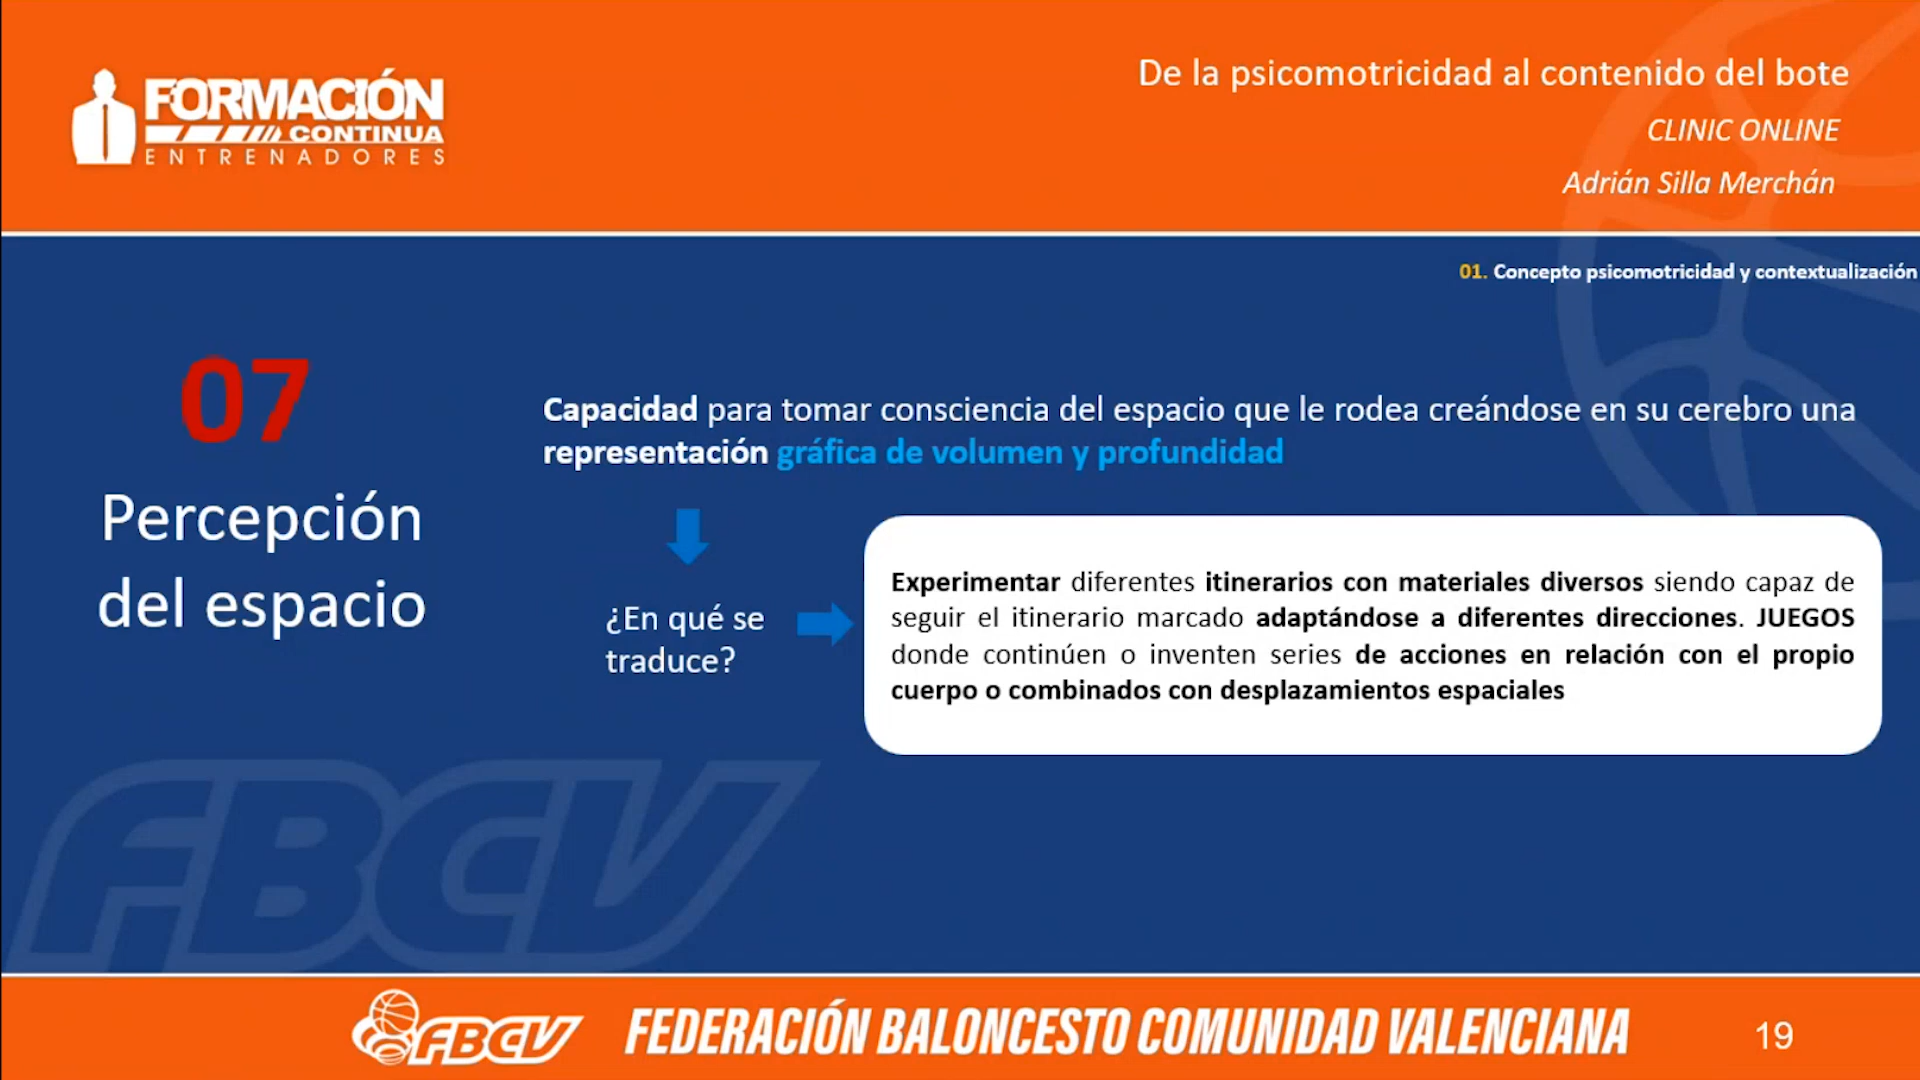 FORMACIÓN
CONTINUA
ENTRENADORES
De la psicomotricidad al contenido del bote
CLINIC ONLINE
Adrián Silla Merchán
01. Concepto psicomotricidad y contextualización
07
Percepción
del espacio
Capacidad para tomar consciencia del espacio que le rodea creándose en su cerebro una
representación gráfica de volumen y profundidad
¿En qué se
traduce?
Experimentar diferentes itinerarios con materiales diversos siendo capaz de
seguir el itinerario marcado adaptándose a diferentes direcciones. JUEGOS
donde continúen o inventen series de acciones en relación con el propio
cuerpo o combinados con desplazamientos espaciales
FBCV
FBCV
FEDERACIÓN BALONCESTO COMUNIDAD VALENCIANA
19